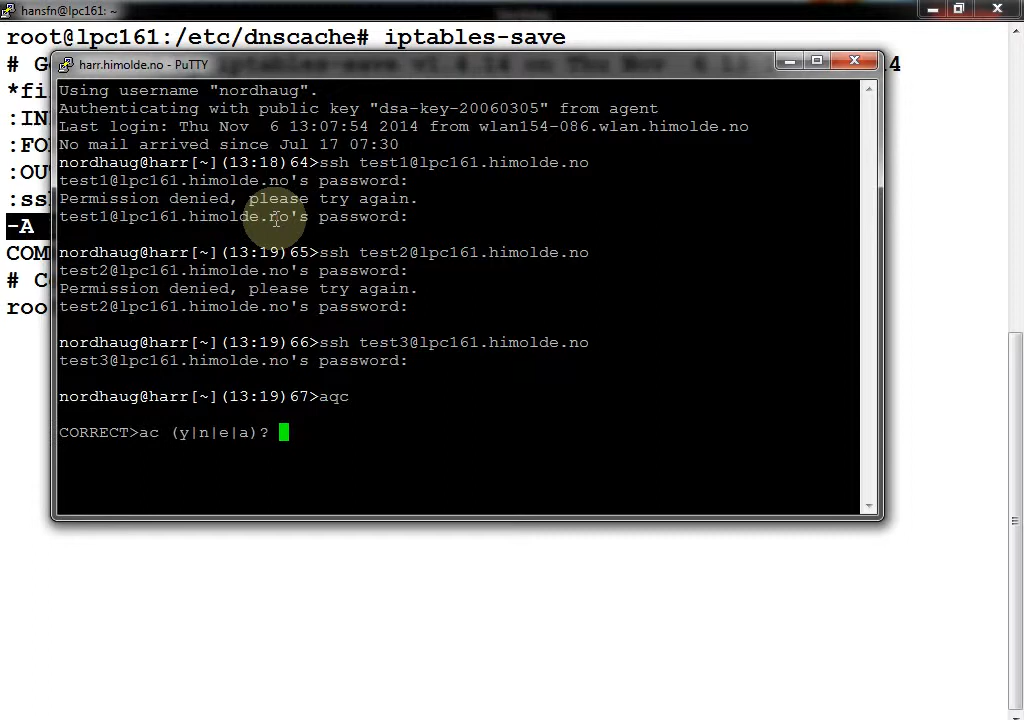 hansfn@lpc161: ~
root@lpc161:/etc/dnscache# iptables-save
# G
4
*fi
:IN
:FO
:OU
:ss
-A
COM
# C
roo
harr.himolde.no - PuTTY
Using username "nordhaug".
Authenticating with public key "dsa-key-20060305" from agent
Last login: Thu Nov  6 13:07:54 2014 from wlan154-086.wlan.himolde.no
No mail arrived since Jul 17 07:30
nordhaug@harr[~](13:18)64>ssh test1@lpc161.himolde.no
test1@lpc161.himolde.no's password:
Permission denied, please try again.
test1@lpc161.himolde.no's password:
nordhaug@harr[~](13:19)65>ssh test2@lpc161.himolde.no
test2@lpc161.himolde.no's password:
Permission denied, please try again.
test2@lpc161.himolde.no's password:
nordhaug@harr[~](13:19)66>ssh test3@lpc161.himolde.no
test3@lpc161.himolde.no's password:
nordhaug@harr[~](13:19)67>aqc
CORRECT>ac (y|n|e|a)?